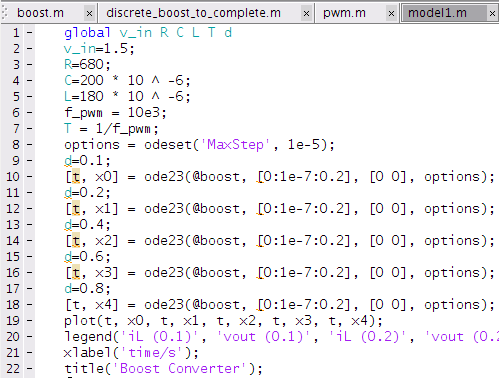 boost.m × discrete_boost_to_complete.m × pwm.m × model1.m ×
1 - global v_in R C L T d
2 - v_in=1.5;
3 - R=680;
4 - C=200 * 10 ^ -6;
5 - L=180 * 10 ^ -6;
6 - f_pwm = 10e3;
7 - T = 1/f_pwm;
8 - options = odeset('MaxStep', 1e-5);
9 - d=0.1;
10 - [t, x0] = ode23(@boost, [0:1e-7:0.2], [0 0], options);
11 - d=0.2;
12 - [t, x1] = ode23(@boost, [0:1e-7:0.2], [0 0], options);
13 - d=0.4;
14 - [t, x2] = ode23(@boost, [0:1e-7:0.2], [0 0], options);
15 - d=0.6;
16 - [t, x3] = ode23(@boost, [0:1e-7:0.2], [0 0], options);
17 - d=0.8;
18 - [t, x4] = ode23(@boost, [0:1e-7:0.2], [0 0], options);
19 - plot(t, x0, t, x1, t, x2, t, x3, t, x4);
20 - legend('iL (0.1)', 'vout (0.1)', 'iL (0.2)', 'vout (0.2
21 - xlabel('time/s');
22 - title('Boost Converter');